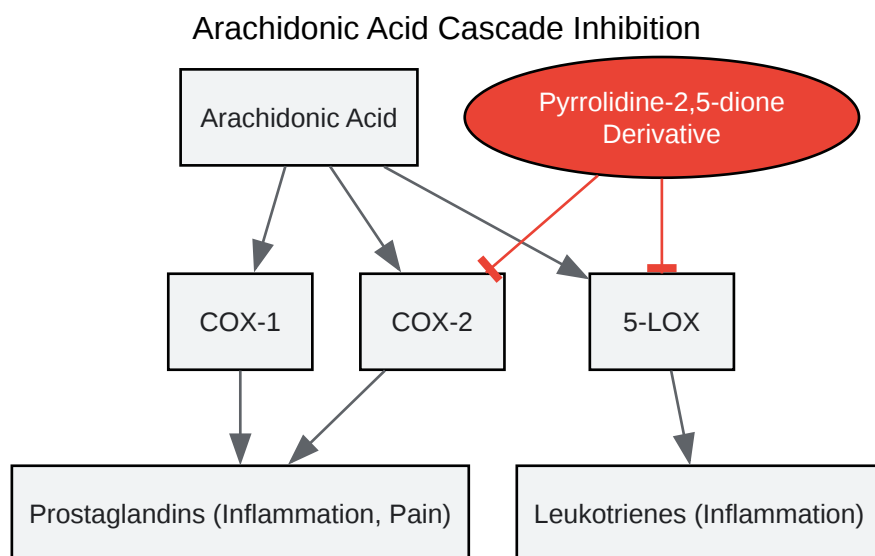 Arachidonic Acid Cascade Inhibition
Arachidonic Acid
Pyrrolidine-2,5-dione
Derivative
COX-1
COX-2
5-LOX
Prostaglandins (Inflammation, Pain)
Leukotrienes (Inflammation)